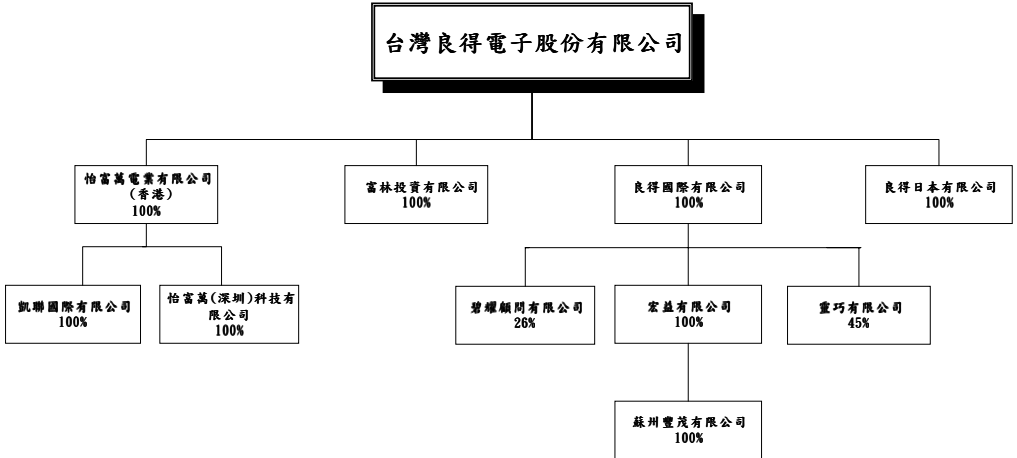 台灣良得電子股份有限公司
怡富萬電業有限公司
(香港)
100%
富林投資有限公司
100%
良得國際有限公司
100%
良得日本有限公司
100%
凱聯國際有限公司
100%
怡富萬(深圳)科技有
限公司
100%
碧耀顧問有限公司
26%
宏益有限公司
100%
靈巧有限公司
45%
蘇州豐茂有限公司
100%